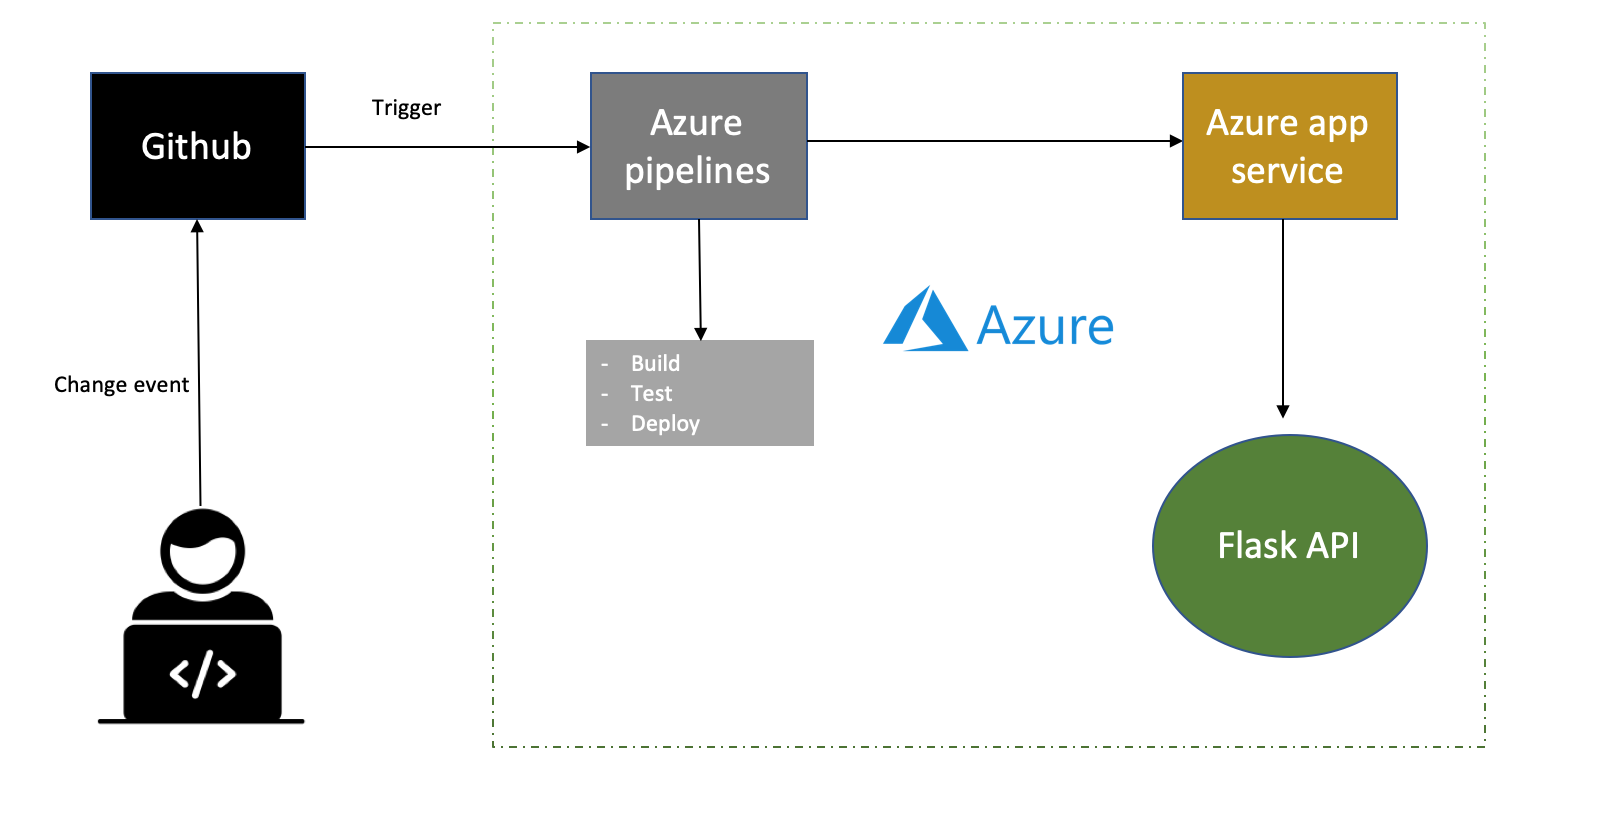 Github
Trigger
Azure
pipelines
Azure app
service
Azure
Change event
- Build
- Test
- Deploy
Flask API
</>